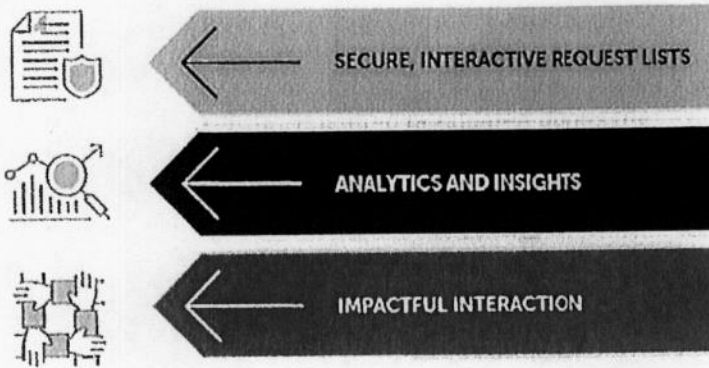 SECURE, INTERACTIVE REQUEST LISTS
ANALYTICS AND INSIGHTS
IMPACTFUL INTERACTION